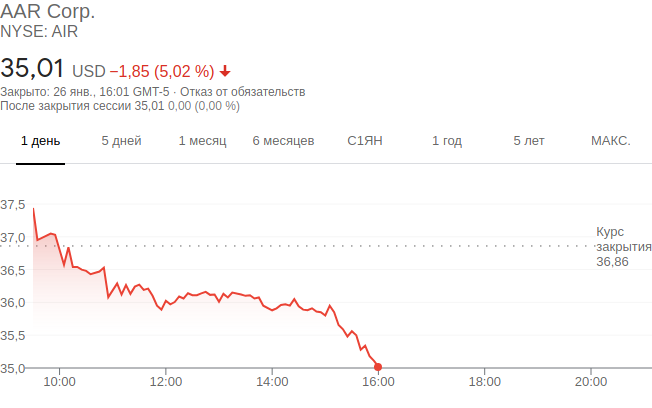 AAR Corp.
NYSE: AIR
35,01 USD −1,85 (5,02 %)
Закрыто: 26 янв., 16:01 GMT-5 · Отказ от обязательств
После закрытия сессии 35,01 0,00 (0,00 %)
1 день 5 дней 1 месяц 6 месяцев С1ЯН 1 год 5 лет МАКС.
37,5
37,0
36,5
36,0
35,5
35,0
Курс
закрытия
36,86
10:00 12:00 14:00 16:00 18:00 20:00